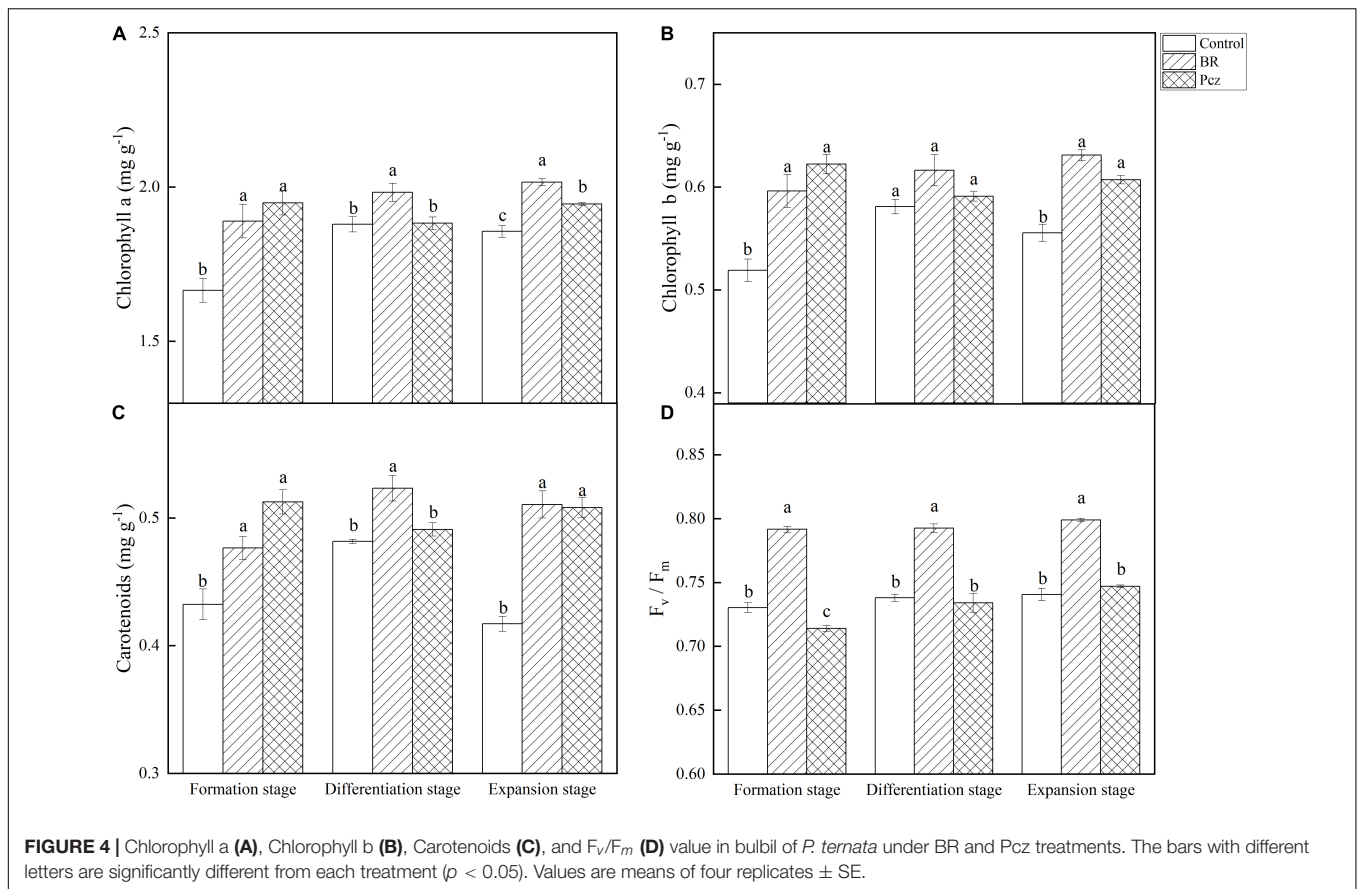 A
2.5
2.0
1.5
Chlorophyll a (mg g⁻¹)
b a a
b a b
c a b
B
0.7
0.6
0.5
0.4
Chlorophyll b (mg g⁻¹)
b a a
a a a
b a a
Control
BR
Pcz
C
0.5
0.4
0.3
Carotenoids (mg g⁻¹)
b a a
b a b
b a a
Formation stage Differentiation stage Expansion stage
D
0.85
0.80
0.75
0.70
0.65
0.60
Fᵥ / Fₘ
b a c
b a b
b a b
Formation stage Differentiation stage Expansion stage
FIGURE 4 | Chlorophyll a (A), Chlorophyll b (B), Carotenoids (C), and Fᵥ/Fₘ (D) value in bulbil of P. ternata under BR and Pcz treatments. The bars with different
letters are significantly different from each treatment (p < 0.05). Values are means of four replicates ± SE.